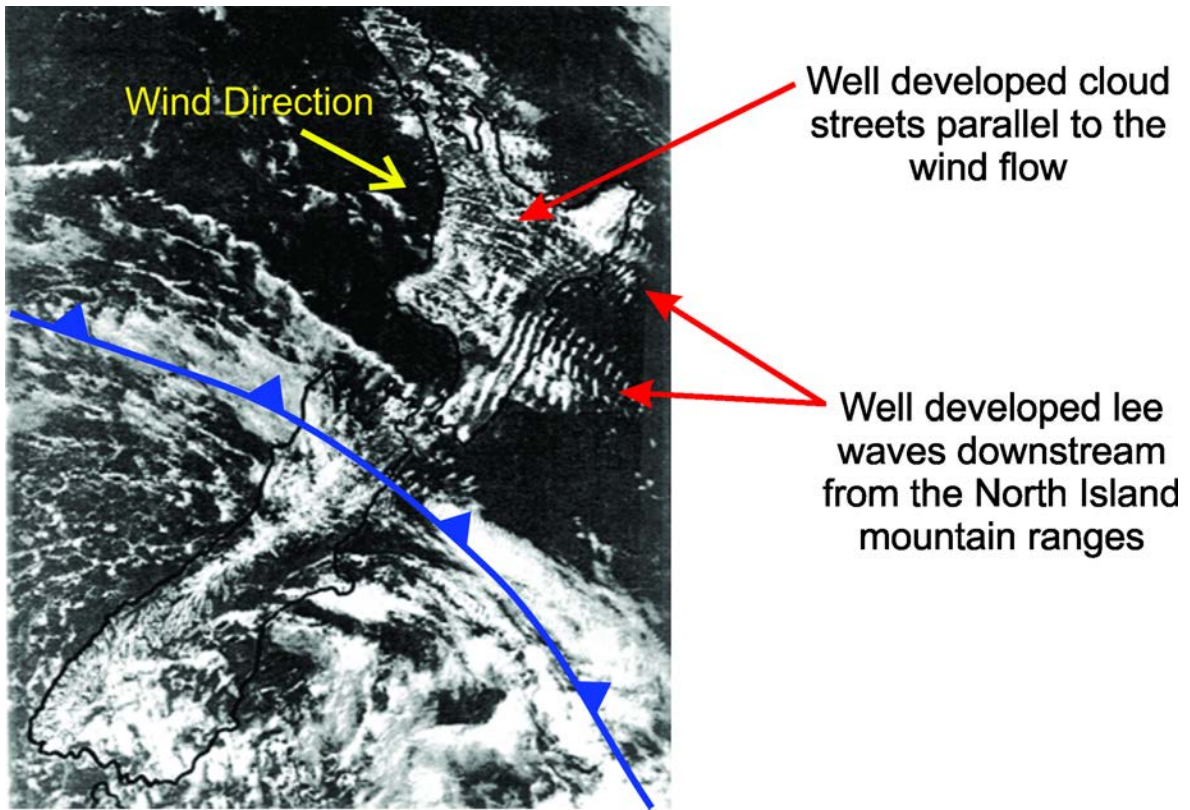 Wind Direction
Well developed cloud
streets parallel to the
wind flow
Well developed lee
waves downstream
from the North Island
mountain ranges